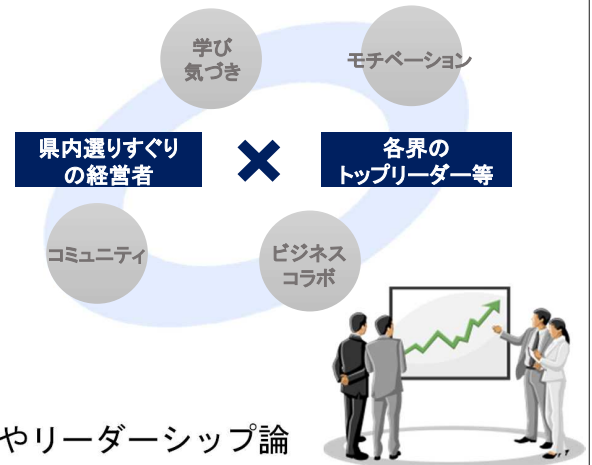 学び
気づき
モチベーション
県内選りすぐり
の経営者
×
各界の
トップリーダー等
コミュニティ
ビジネス
コラボ
やリーダーシップ論